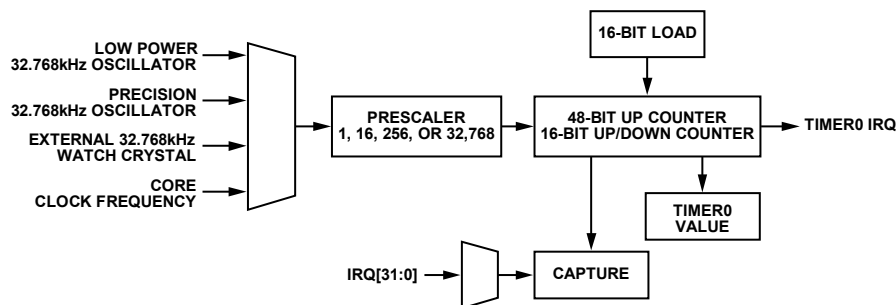 LOW POWER
32.768kHz OSCILLATOR
PRECISION
32.768kHz OSCILLATOR
EXTERNAL 32.768kHz
WATCH CRYSTAL
CORE
CLOCK FREQUENCY
PRESCALER
1, 16, 256, OR 32,768
16-BIT LOAD
48-BIT UP COUNTER
16-BIT UP/DOWN COUNTER
TIMER0 IRQ
TIMER0
VALUE
IRQ[31:0]
CAPTURE